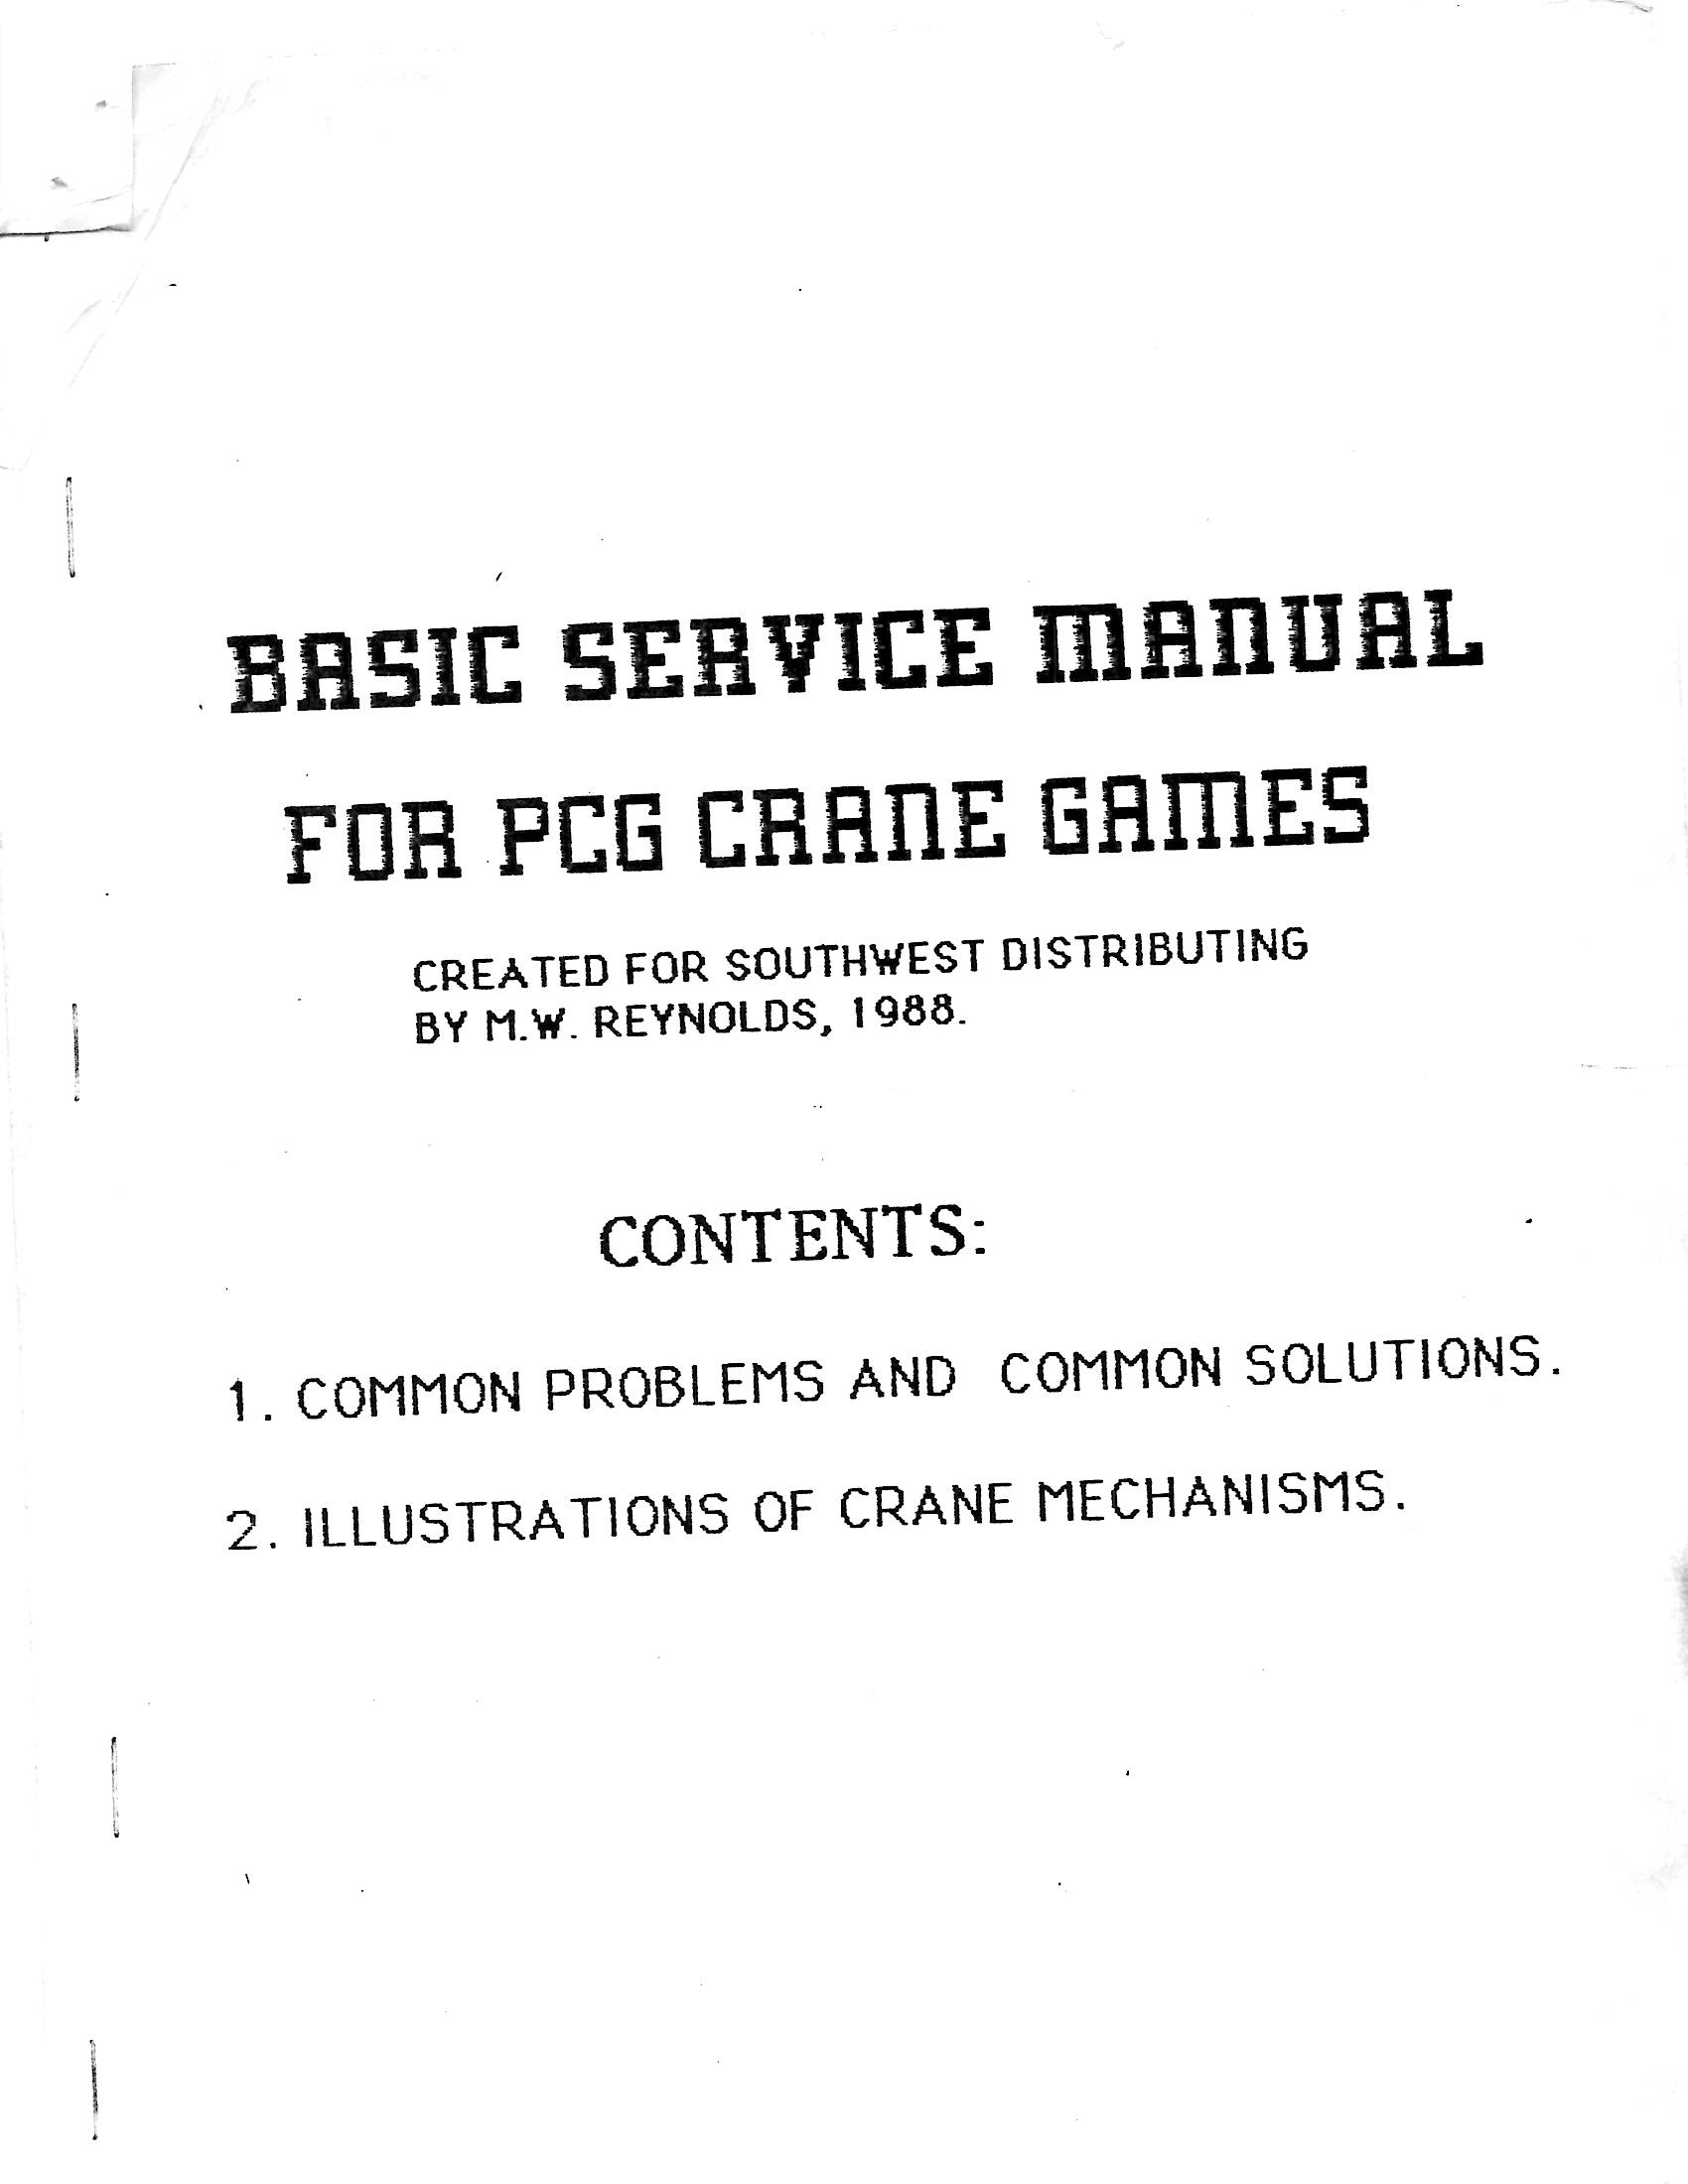 BASIC SERVICE MANUAL
FOR PCG CRANE GAMES
CREATED FOR SOUTHWEST DISTRIBUTING
BY M.W. REYNOLDS, 1988.
CONTENTS:
1. COMMON PROBLEMS AND COMMON SOLUTIONS.
2. ILLUSTRATIONS OF CRANE MECHANISMS.